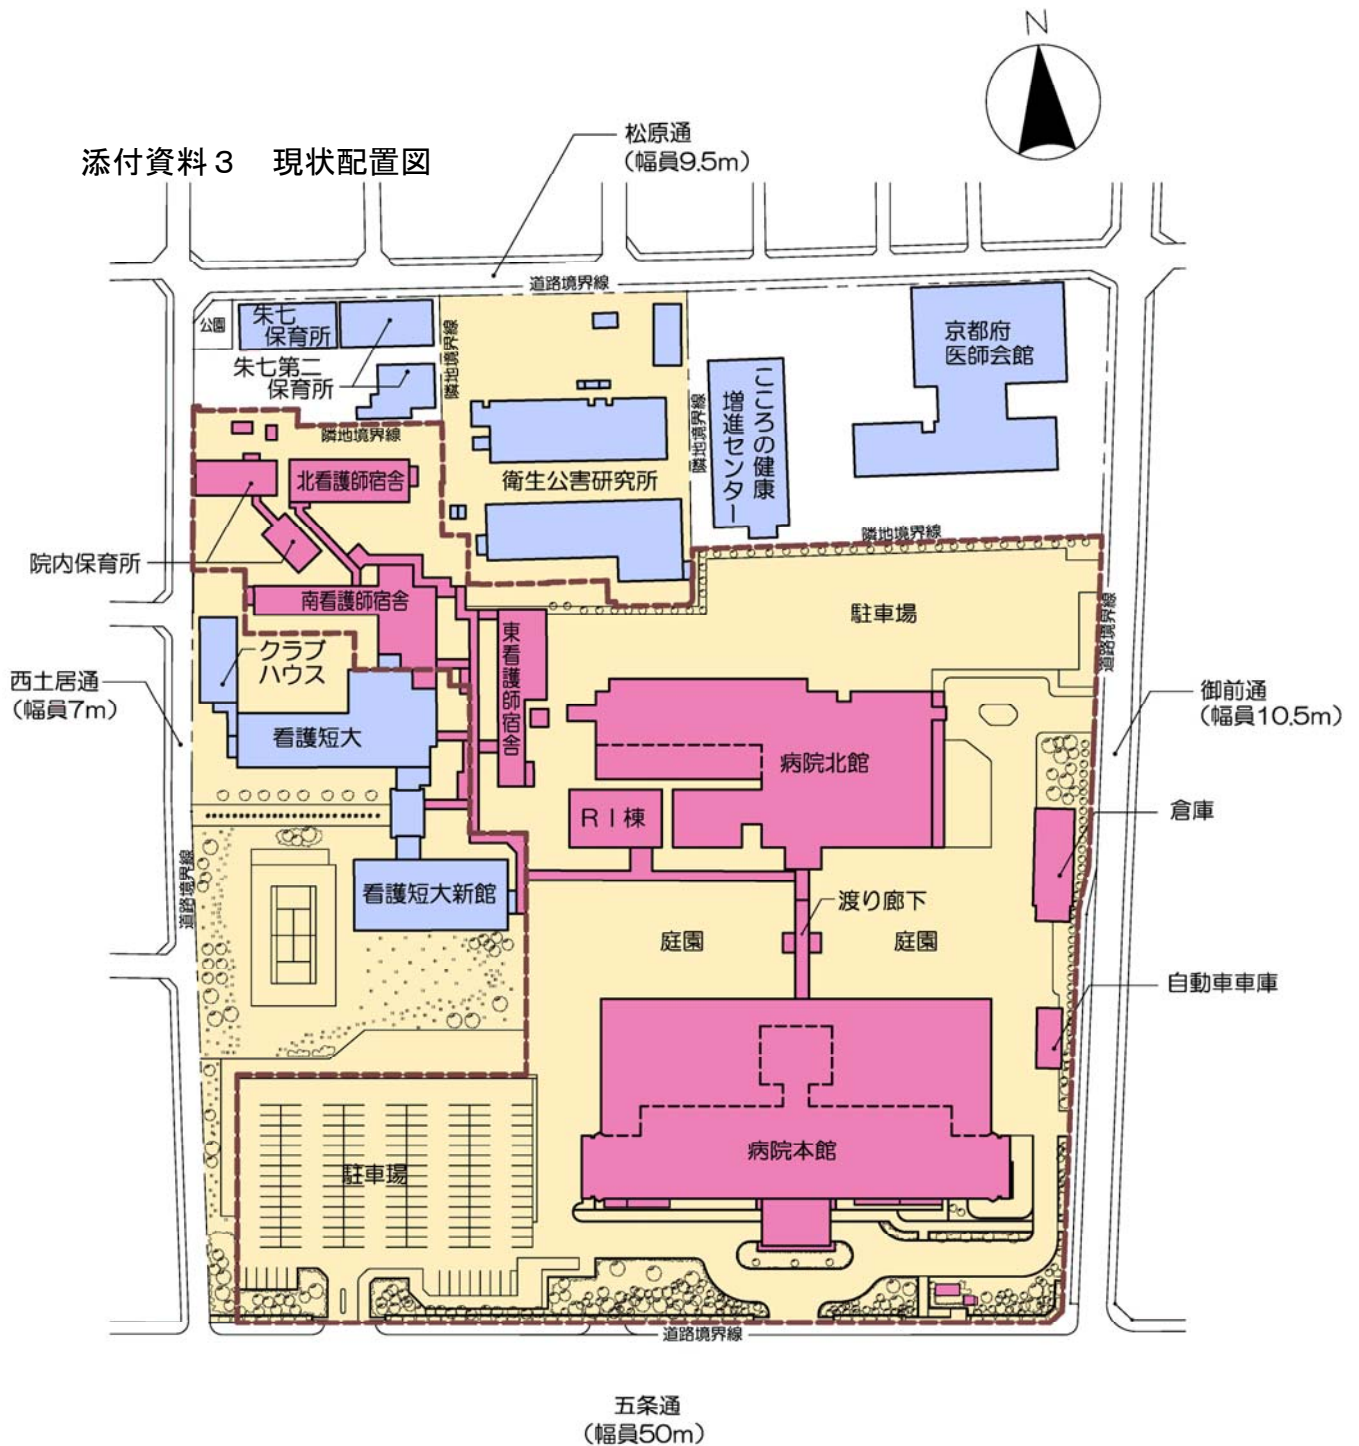 N
松原通
(幅員9.5m)
添付資料3 現状配置図
道路境界線
公園
朱七
保育所
朱七第二
保育所
隣地境界線
京都府
医師会館
こころの健康
増進センター
隣地境界線
隣地境界線
北看護師宿舎
衛生公害研究所
隣地境界線
院内保育所
南看護師宿舎
駐車場
道路境界線
東看護師宿舎
クラブ
ハウス
西土居通
(幅員7m)
御前通
(幅員10.5m)
看護短大
病院北館
RI棟
倉庫
道路境界線
看護短大新館
渡り廊下
庭園
庭園
自動車車庫
病院本館
駐車場
道路境界線
五条通
(幅員50m)